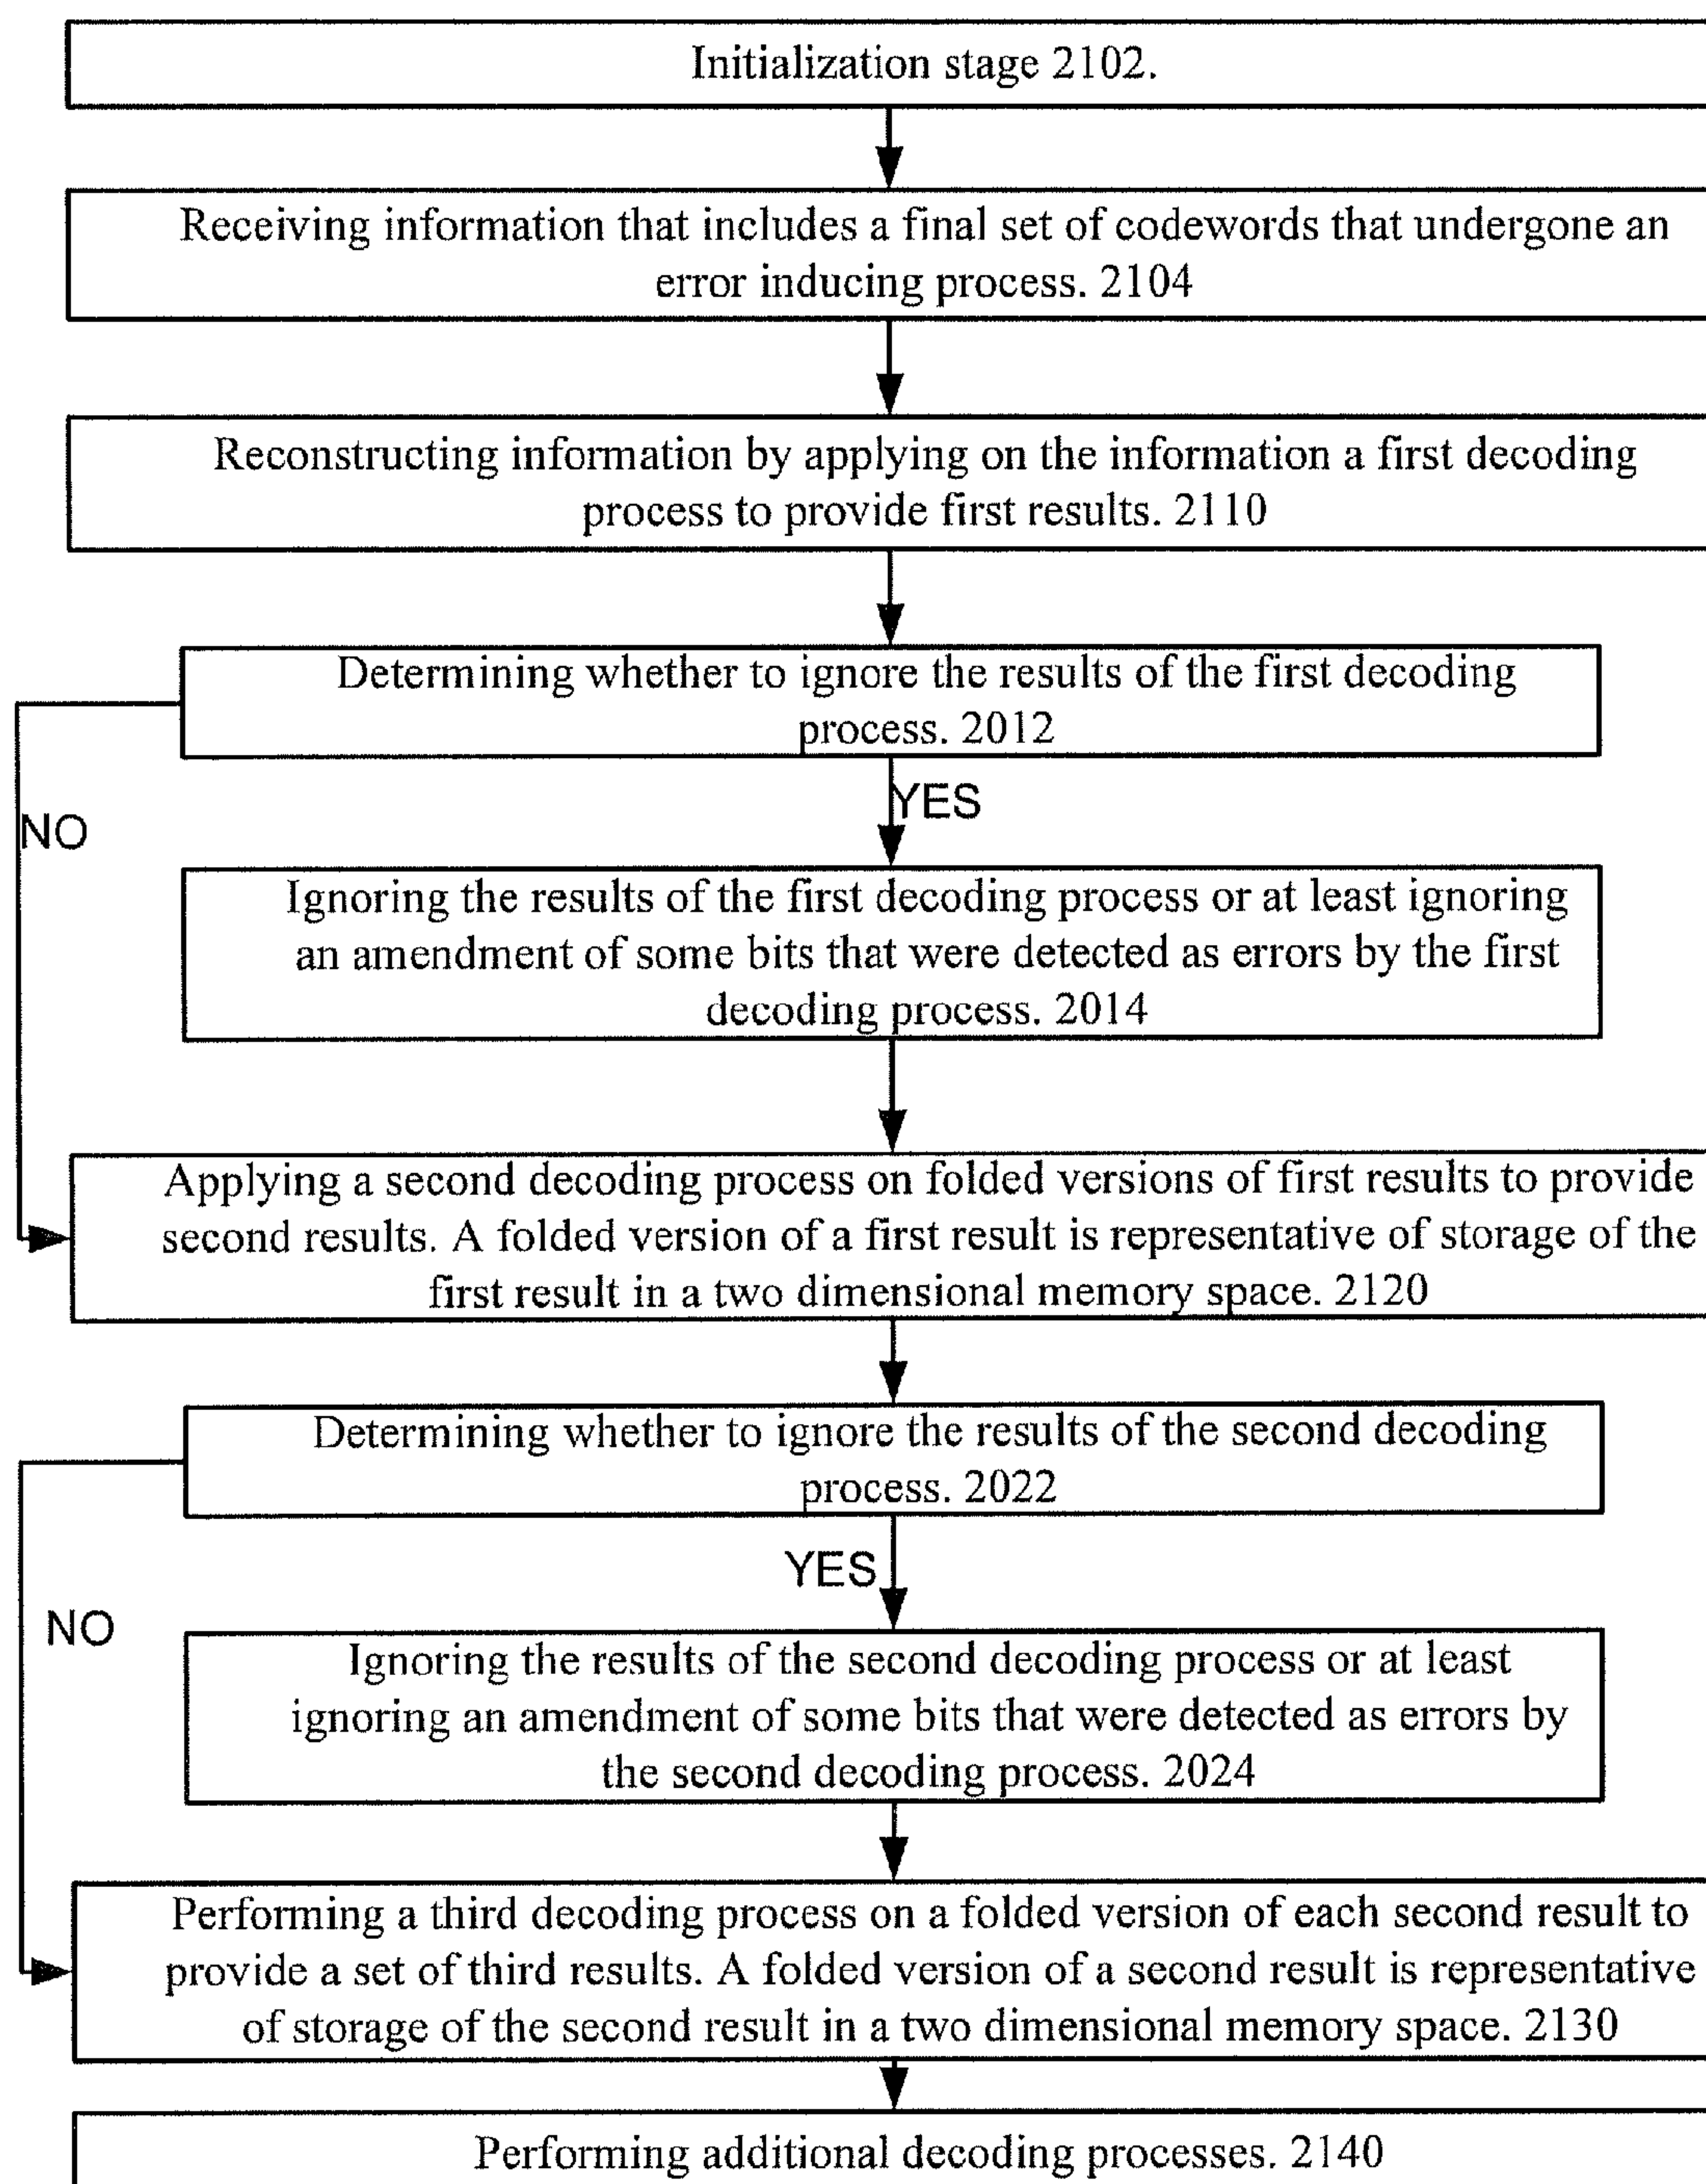 Initialization stage 2102.
Receiving information that includes a final set of codewords that undergone an
error inducing process. 2104
Reconstructing information by applying on the information a first decoding
process to provide first results. 2110
Determining whether to ignore the results of the first decoding
process. 2012
YES
NO
Ignoring the results of the first decoding process or at least ignoring
an amendment of some bits that were detected as errors by the first
decoding process. 2014
Applying a second decoding process on folded versions of first results to provide
second results. A folded version of a first result is representative of storage of the
first result in a two dimensional memory space. 2120
Determining whether to ignore the results of the second decoding
process. 2022
YES
NO
Ignoring the results of the second decoding process or at least
ignoring an amendment of some bits that were detected as errors by
the second decoding process. 2024
Performing a third decoding process on a folded version of each second result to
provide a set of third results. A folded version of a second result is representative
of storage of the second result in a two dimensional memory space. 2130
Performing additional decoding processes. 2140